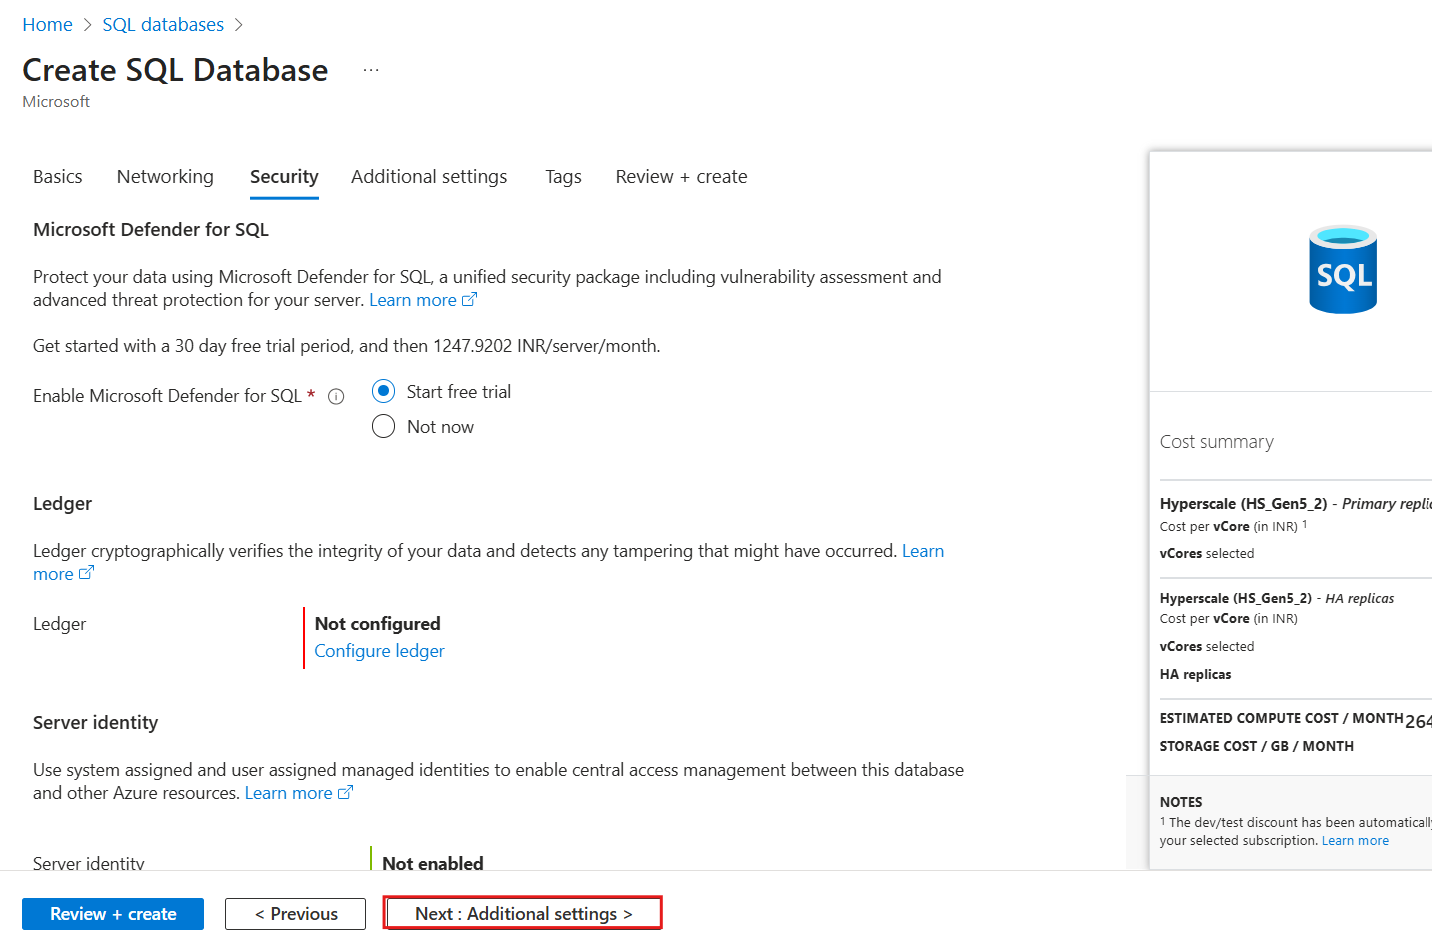 Home > SQL databases >
Create SQL Database ...
Microsoft
Basics Networking Security Additional settings Tags Review + create
Microsoft Defender for SQL
Protect your data using Microsoft Defender for SQL, a unified security package including vulnerability assessment and
advanced threat protection for your server. Learn more
Get started with a 30 day free trial period, and then 1247.9202 INR/server/month.
Enable Microsoft Defender for SQL *
Start free trial
Not now
Ledger
Ledger cryptographically verifies the integrity of your data and detects any tampering that might have occurred. Learn
more
Ledger
Not configured
Configure ledger
Server identity
Use system assigned and user assigned managed identities to enable central access management between this database
and other Azure resources. Learn more
Server identity
Not enabled
SQL
Cost summary
Hyperscale (HS_Gen5_2) - Primary
Cost per vCore (in INR) 1
vCores selected
Hyperscale (HS_Gen5_2) - HA replicas
Cost per vCore (in INR)
vCores selected
HA replicas
ESTIMATED COMPUTE COST / MONTH
STORAGE COST / GB / MONTH
NOTES
1 The dev/test discount has been automatically
your selected subscription. Learn more
Review + create
< Previous
Next : Additional settings >